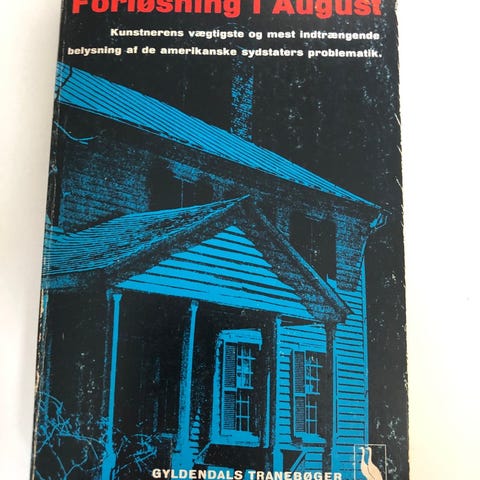 Forløsning i August
Kunstnerens vægtigste og mest indtrængende
belysning af de amerikanske sydstaters problematik.
GYLDENDALS TRANEBØGER